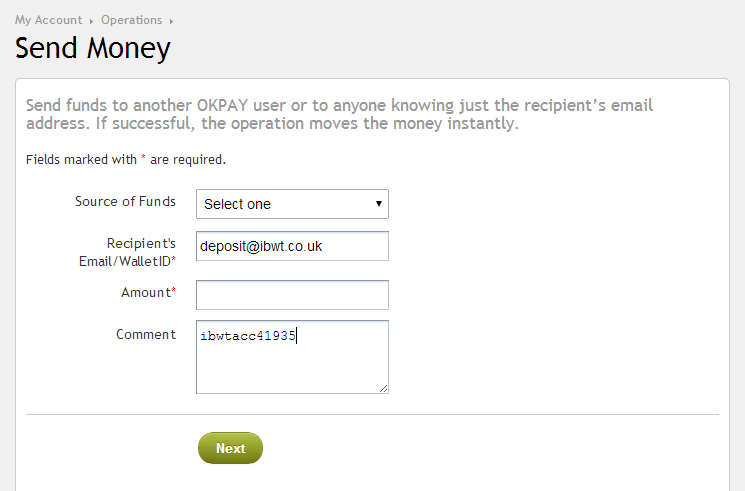 My Account ▸ Operations ▸
Send Money
Send funds to another OKPAY user or to anyone knowing just the recipient's email
address. If successful, the operation moves the money instantly.
Fields marked with * are required.
Source of Funds Select one
Recipient's
Email/WalletID* deposit@ibwt.co.uk
Amount*
Comment ibwtacc41935
Next